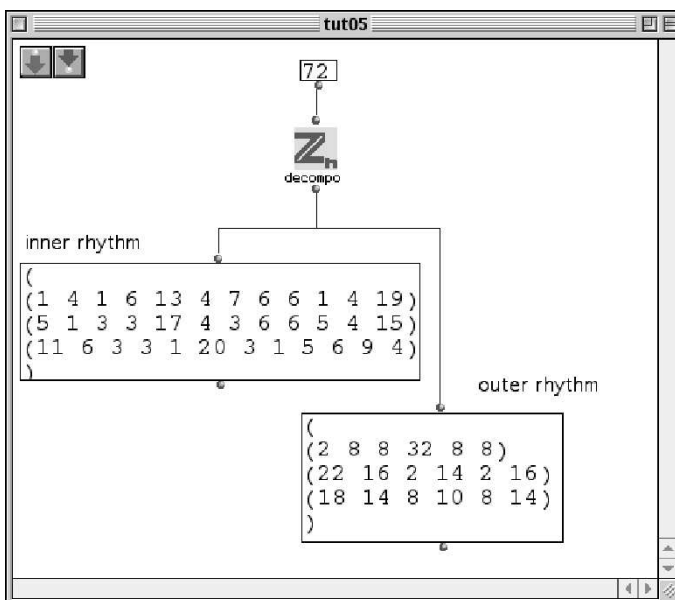 tut05
72
Zn
decompo
inner rhythm
(
(1 4 1 6 13 4 7 6 6 1 4 19)
(5 1 3 3 17 4 3 6 6 5 4 15)
(11 6 3 3 1 20 3 1 5 6 9 4)
)
outer rhythm
(
(2 8 8 32 8 8)
(22 16 2 14 2 16)
(18 14 8 10 8 14)
)